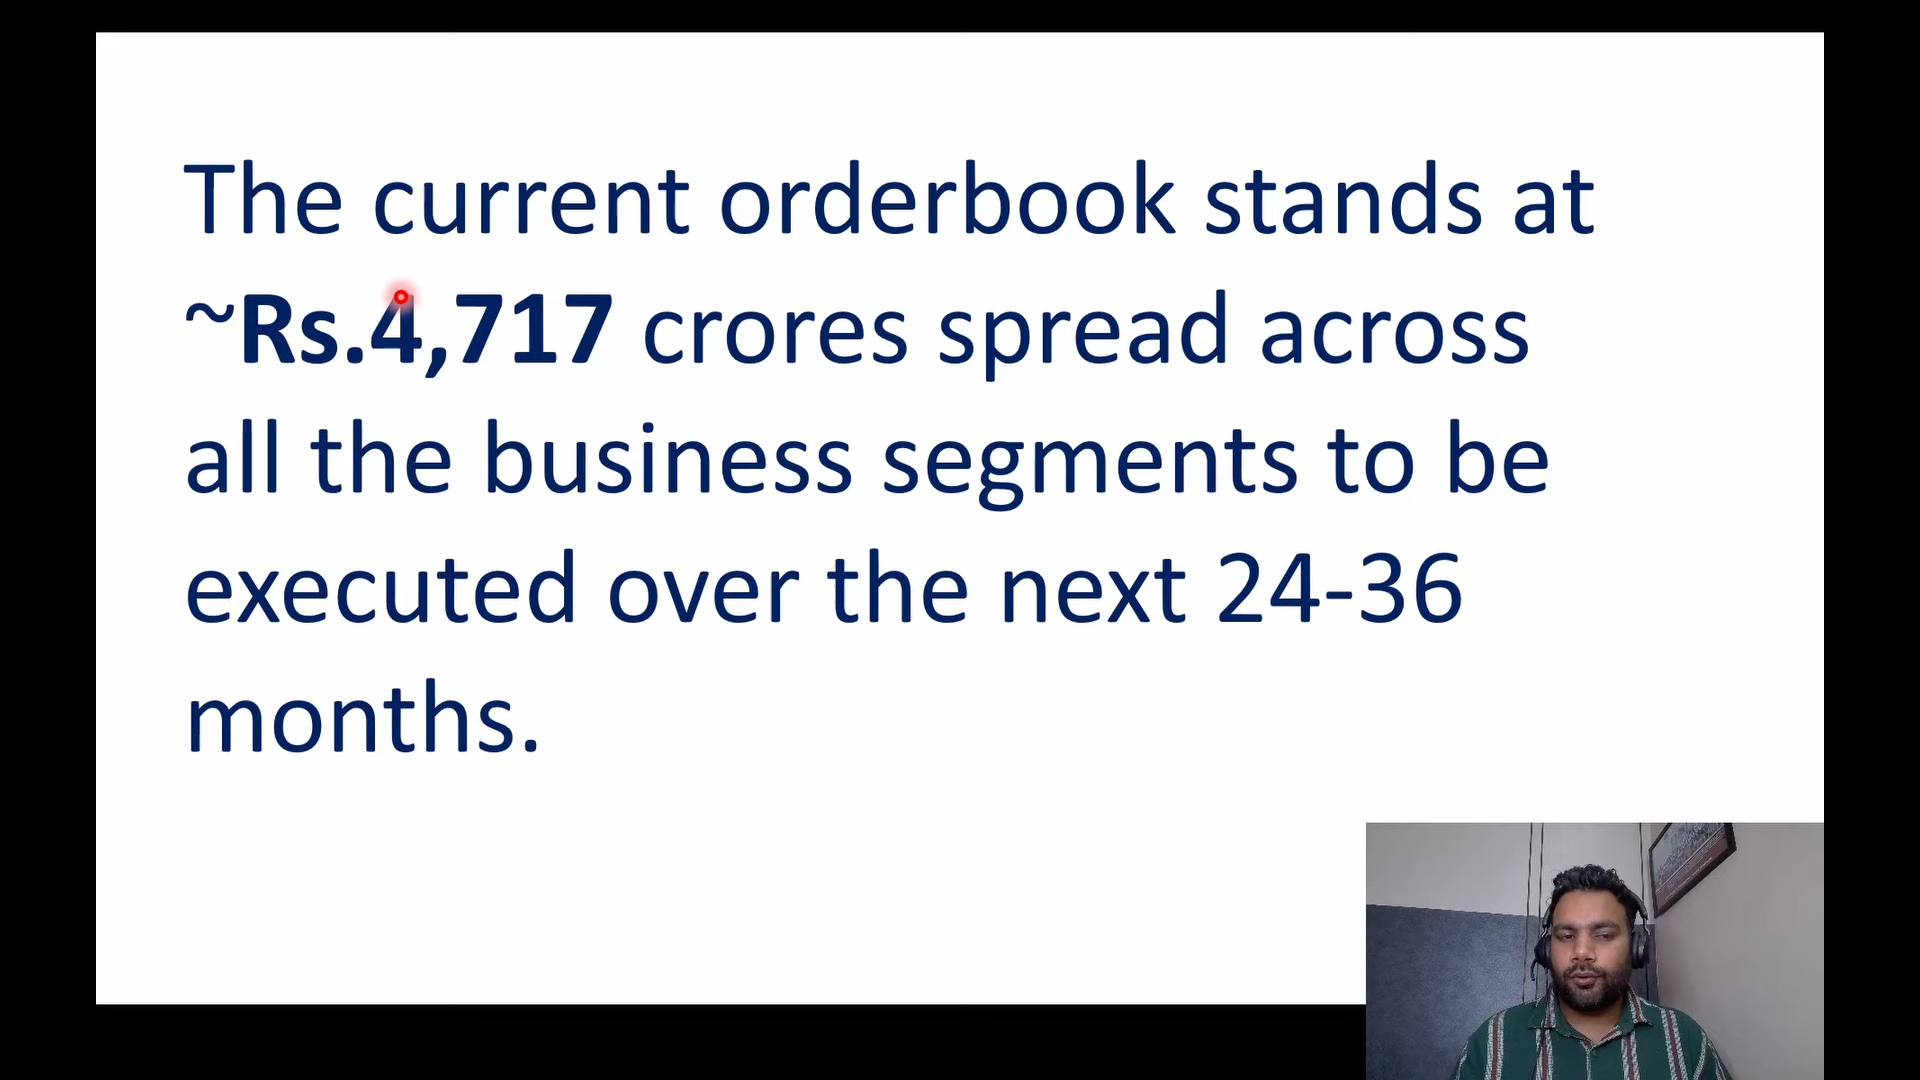 The current orderbook stands at
~Rs.4,717 crores spread across
all the business segments to be
executed over the next 24-36
months.